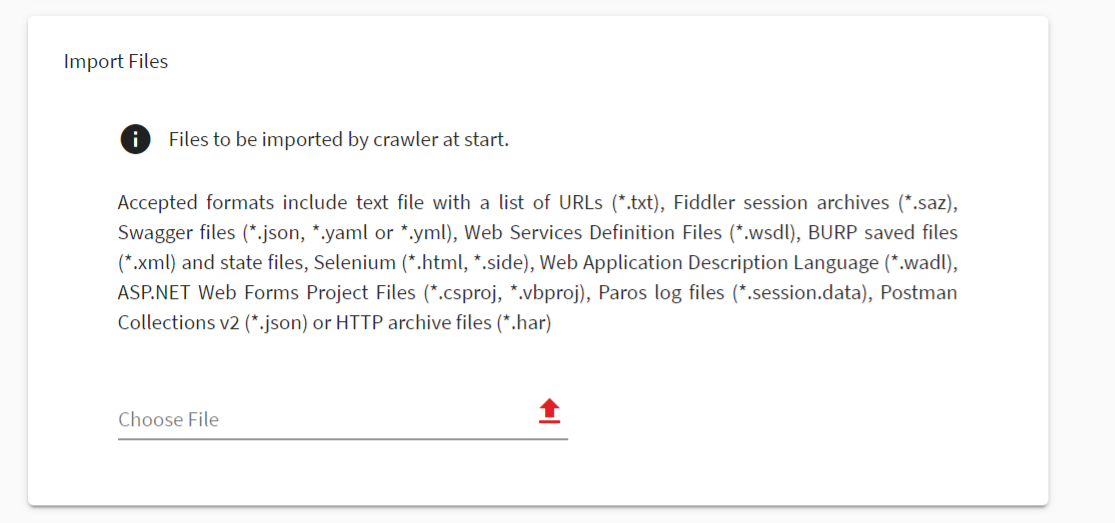 Import Files
Files to be imported by crawler at start.
Accepted formats include text file with a list of URLs (*.txt), Fiddler session archives (*.saz),
Swagger files (*.json, *.yaml or *.yml), Web Services Definition Files (*.wsdl), BURP saved files
(*.xml) and state files, Selenium (*.html, *.side), Web Application Description Language (*.wadl),
ASP.NET Web Forms Project Files (*.csproj, *.vbproj), Paros log files (*.session.data), Postman
Collections v2 (*.json) or HTTP archive files (*.har)
Choose File